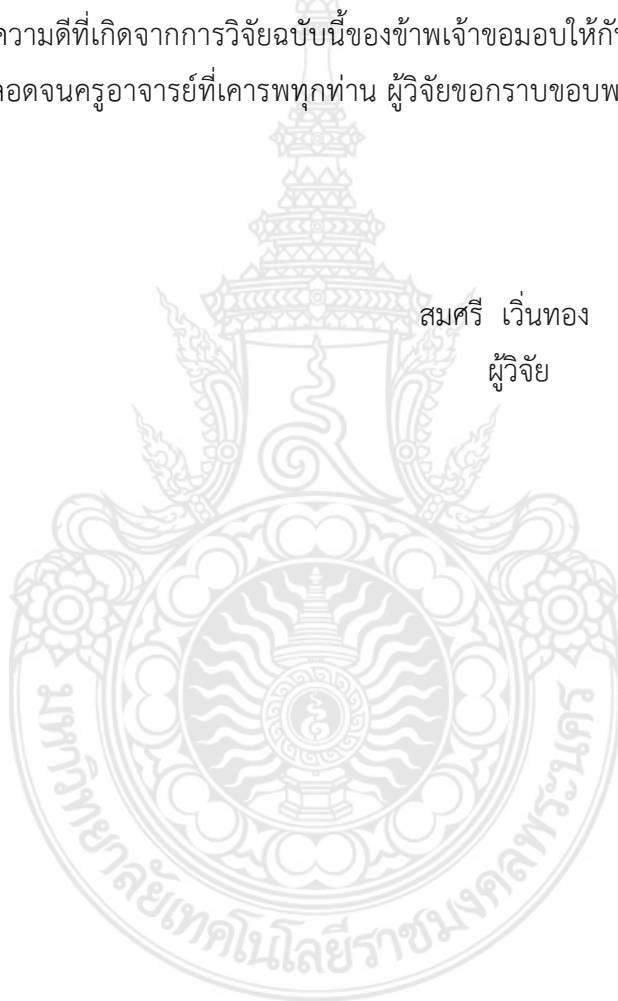 ความดีที่เกิดจากการวิจัยฉบับนี้ของข้าพเจ้าขอมอบให้กับ
ลอดจนครูอาจารย์ที่เคารพทุกท่าน ผู้วิจัยขอกราบขอบพ
สมศรี เวิ่นทอง
ผู้วิจัย
มหาวิทยาลัยเทคโนโลยีราชมงคลพระนคร